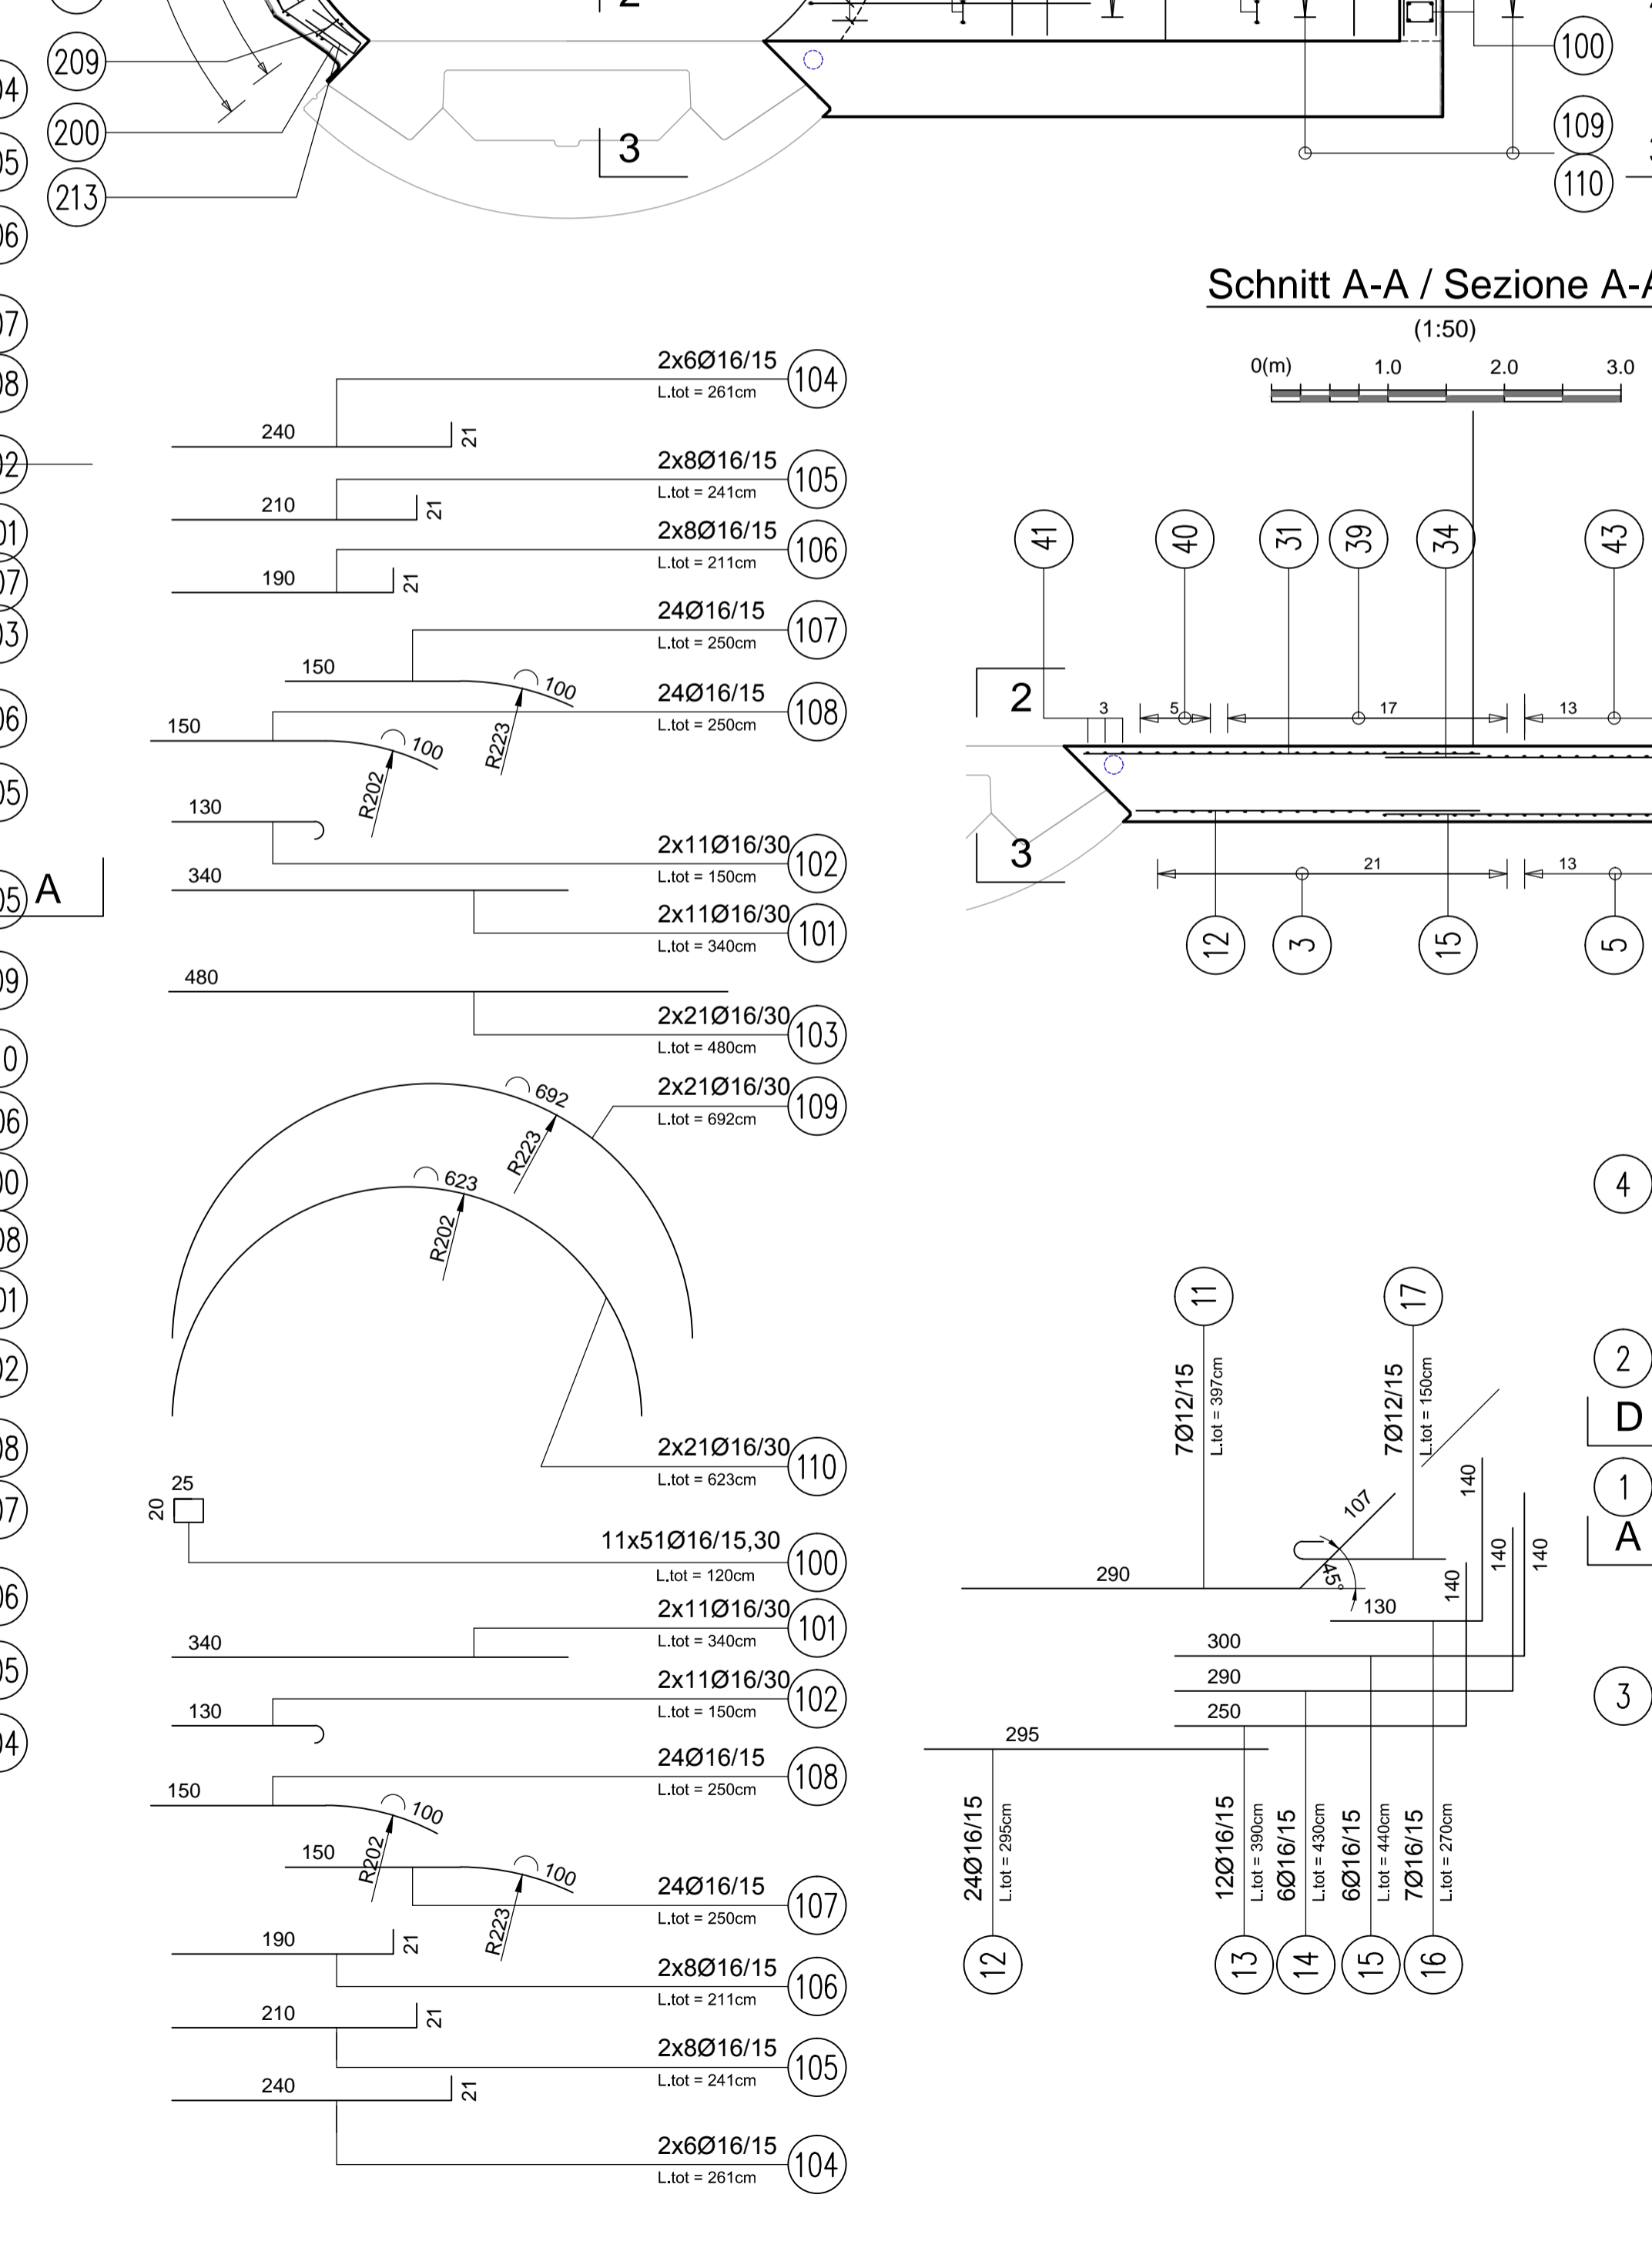 2
209
200
213
3
100
109
110
Schnitt A-A / Sezione A-A
(1:50)
0(m) 1.0 2.0 3.0
2x6Ø16/15
L.tot = 261cm
104
240
21
2x8Ø16/15
L.tot = 241cm
105
210
21
2x8Ø16/15
L.tot = 211cm
106
190
21
24Ø16/15
L.tot = 250cm
107
150
100
R223
24Ø16/15
L.tot = 250cm
108
150
100
R202
130
2x11Ø16/30
L.tot = 150cm
102
340
2x11Ø16/30
L.tot = 340cm
101
A
480
2x21Ø16/30
L.tot = 480cm
103
692
R223
2x21Ø16/30
L.tot = 692cm
109
623
R202
2x21Ø16/30
L.tot = 623cm
110
25
20
11x51Ø16/15,30
L.tot = 120cm
100
2x11Ø16/30
L.tot = 340cm
101
340
2x11Ø16/30
L.tot = 150cm
102
130
24Ø16/15
L.tot = 250cm
108
150
100
R202
150
100
R223
24Ø16/15
L.tot = 250cm
107
190
21
2x8Ø16/15
L.tot = 211cm
106
210
21
2x8Ø16/15
L.tot = 241cm
105
240
21
2x6Ø16/15
L.tot = 261cm
104
41
40
31
39
34
43
2
3
5
17
13
3
21
13
12
3
15
5
4
11
17
7Ø12/15
L.tot = 397cm
7Ø12/15
L.tot = 150cm
2
D
1
A
3
107
45°
290
130
140
140
140
140
300
290
250
295
24Ø16/15
L.tot = 295cm
12Ø16/15
L.tot = 390cm
6Ø16/15
L.tot = 430cm
6Ø16/15
L.tot = 440cm
7Ø16/15
L.tot = 270cm
12
13
14
15
16